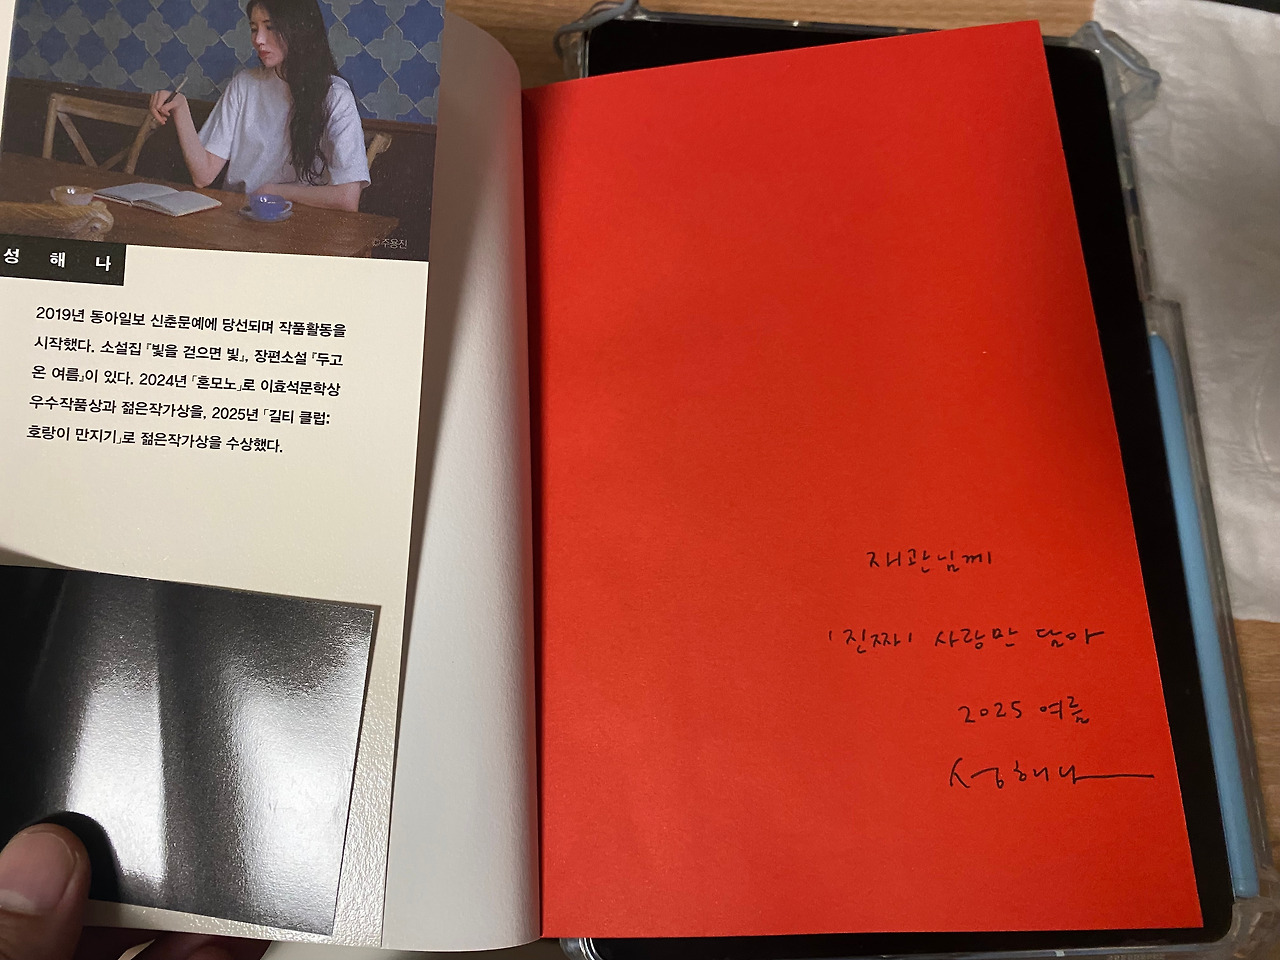 ©주용진
성 해 나
2019년 동아일보 신춘문예에 당선되며 작품활동을
시작했다. 소설집 『빛을 걷으면 빛』, 장편소설 『두고
온 여름』이 있다. 2024년 「혼모노」로 이효석문학상
우수작품상과 젊은작가상을, 2025년 「길티 클럽:
호랑이 만지기」로 젊은작가상을 수상했다.
재관님께
'진짜' 사랑만 담아
2025 여름
성해나